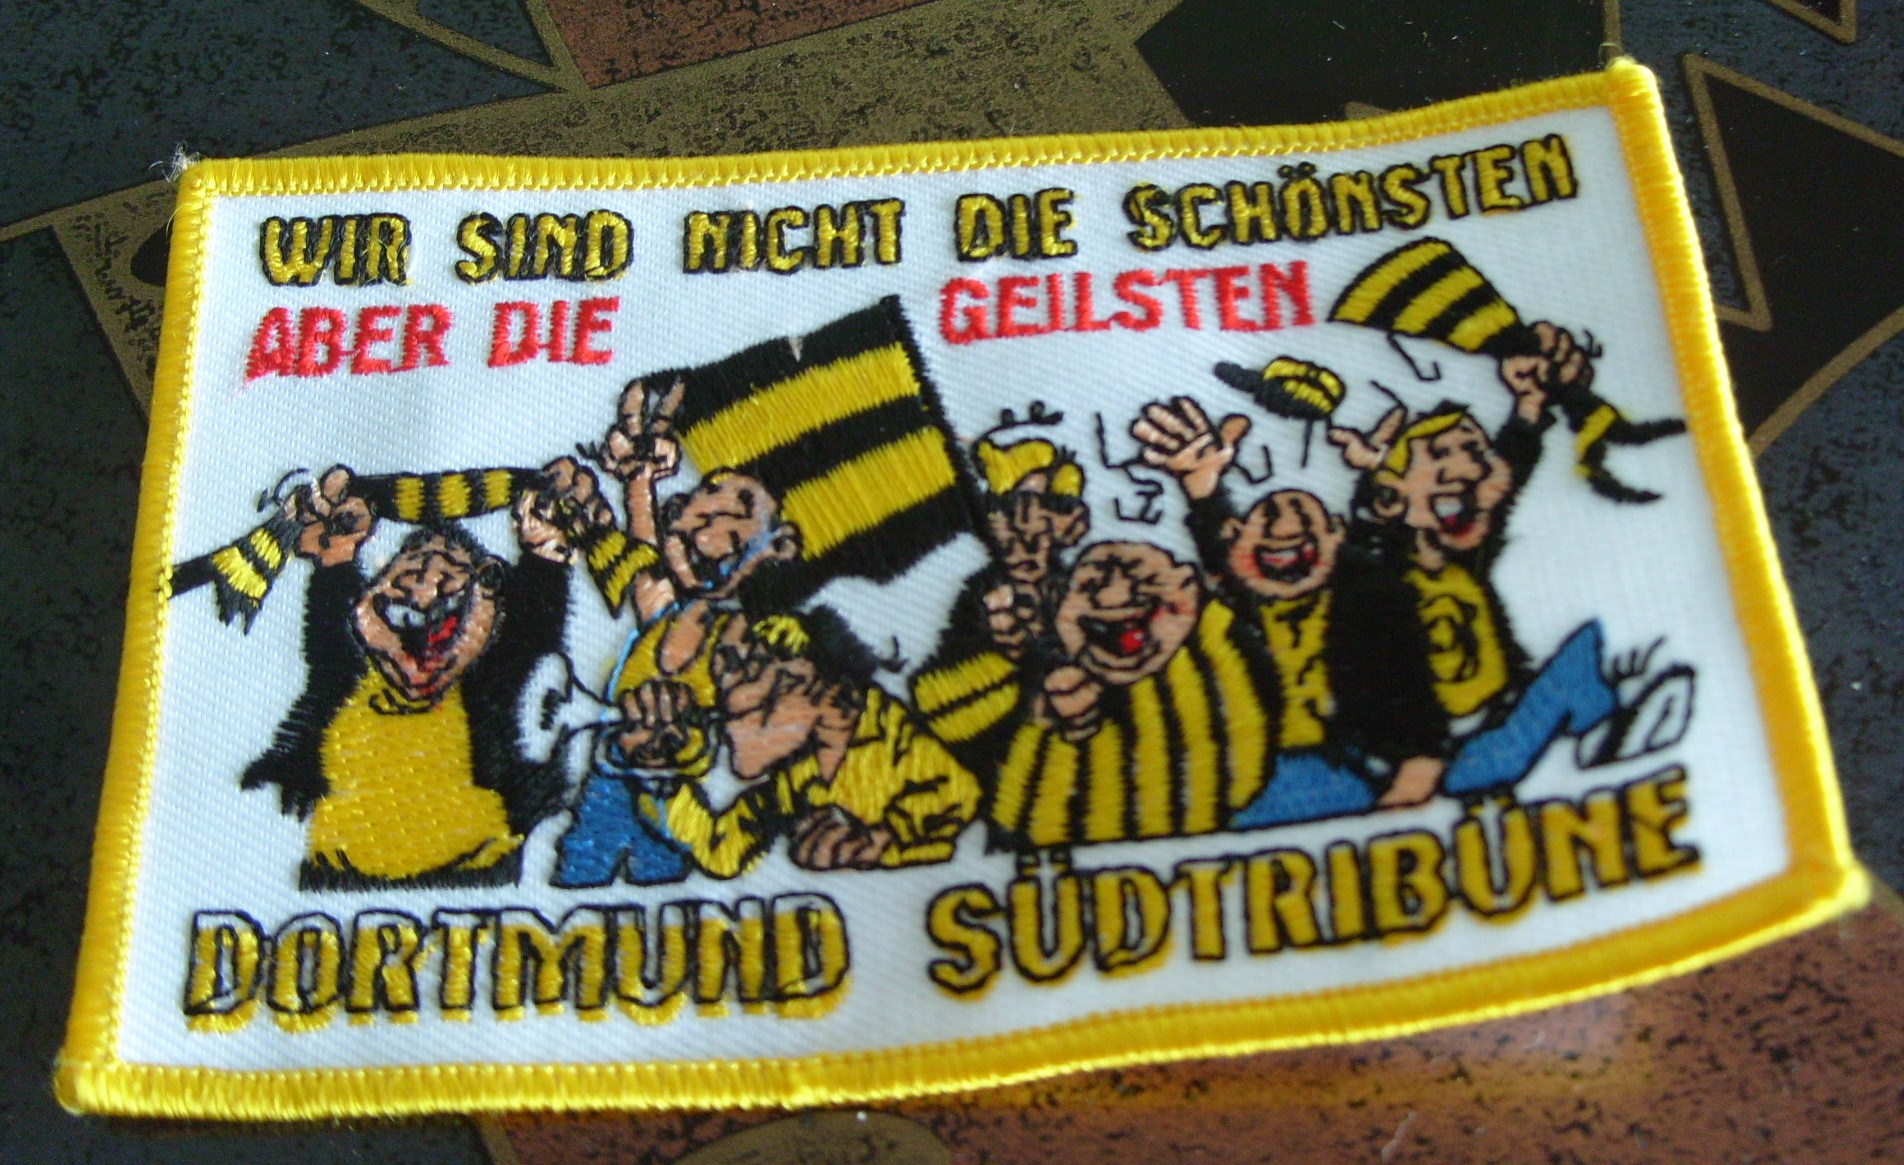 WIR SIND NICHT DIE SCHÖNSTEN
ABER DIE GEILSTEN
DORTMUND SÜDTRIBÜNE